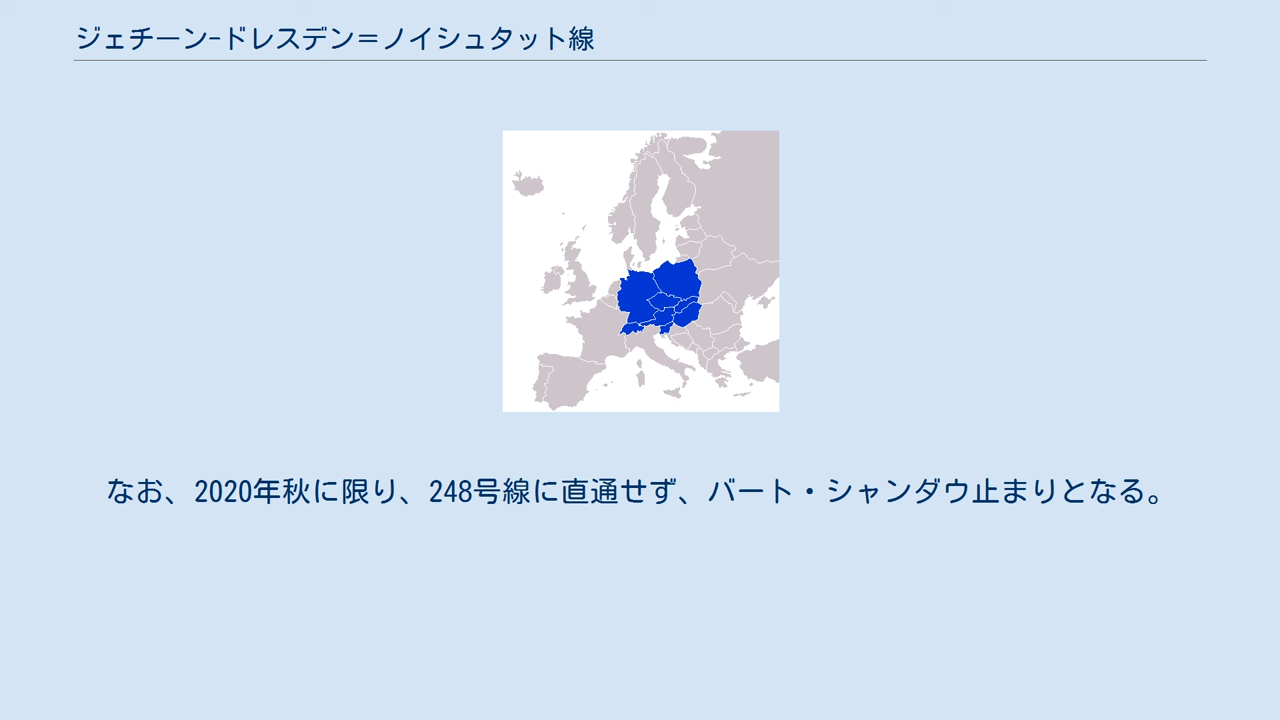 ジェチーン-ドレスデン＝ノイシュタット線
なお、2020年秋に限り、248号線に直通せず、バート・シャンダウ止まりとなる。